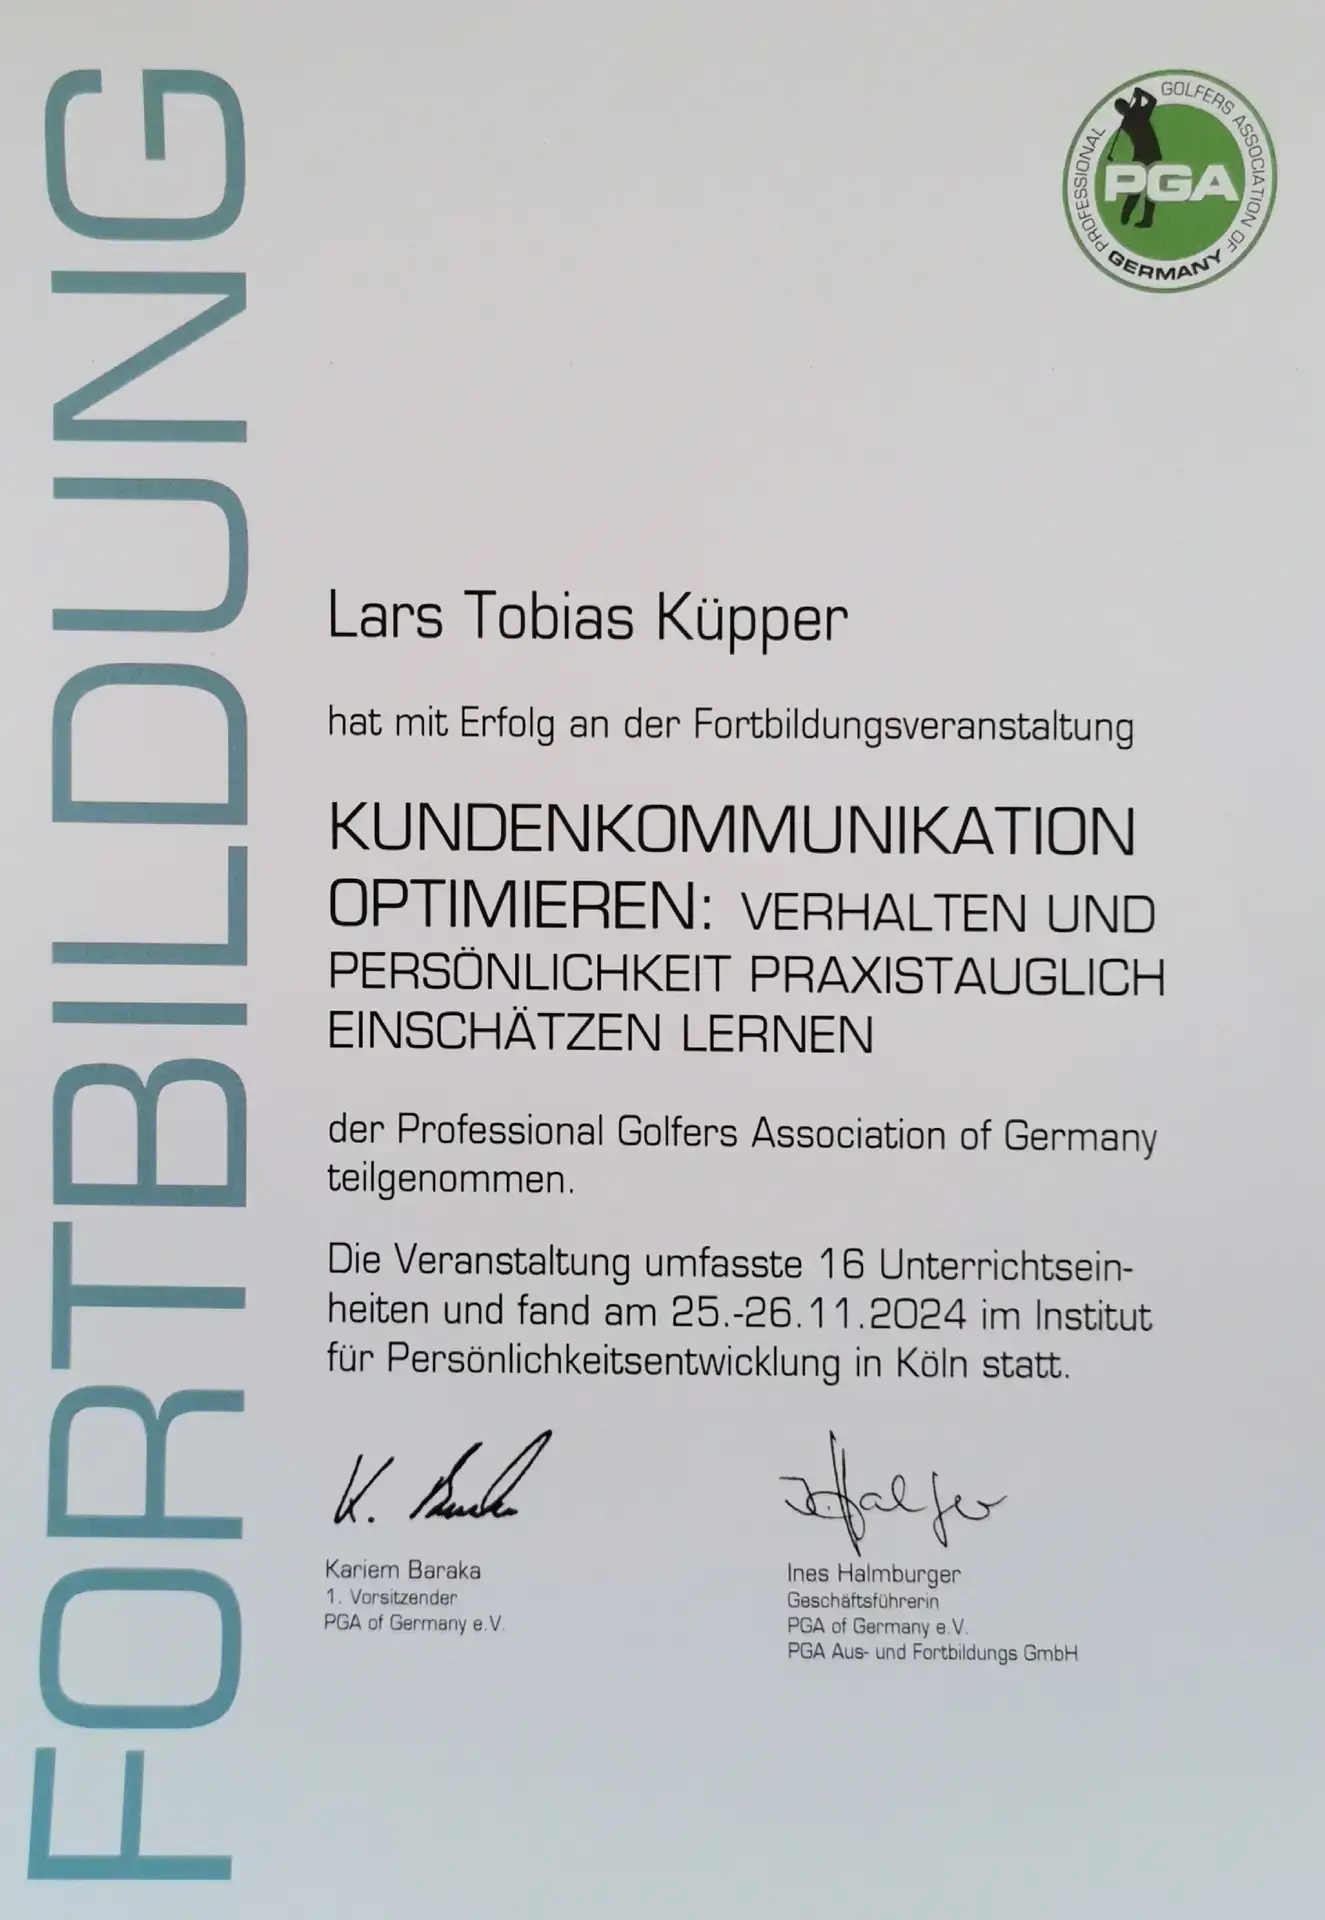 FORTBILDUNG
PROFESSIONAL GOLFERS ASSOCIATION OF
PGA
GERMANY
Lars Tobias Küpper
hat mit Erfolg an der Fortbildungsveranstaltung
KUNDENKOMMUNIKATION
OPTIMIEREN: VERHALTEN UND
PERSÖNLICHKEIT PRAXISTAUGLICH
EINSCHÄTZEN LERNEN
der Professional Golfers Association of Germany
teilgenommen.
Die Veranstaltung umfasste 16 Unterrichtsein-
heiten und fand am 25.-26.11.2024 im Institut
für Persönlichkeitsentwicklung in Köln statt.
K. Baraka
Kariem Baraka
1. Vorsitzender
PGA of Germany e.V.
Ines Halmburger
Geschäftsführerin
PGA of Germany e.V.
PGA Aus- und Fortbildungs GmbH